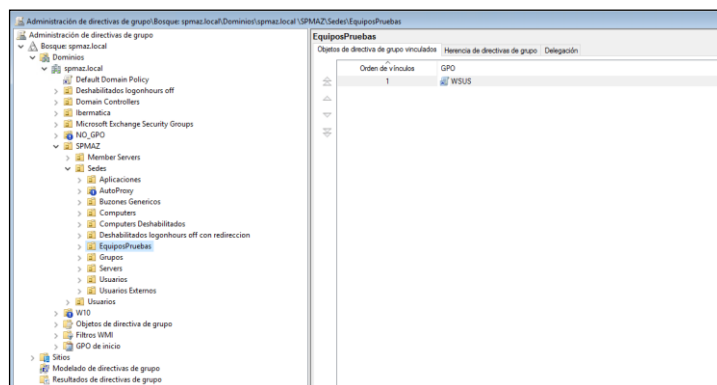 Administración de directivas de grupo\Bosque: spmaz.local\Dominios\spmaz.local \SPMAZ\Sedes\EquiposPruebas
Administración de directivas de grupo
Bosque: spmaz.local
Dominios
spmaz.local
Default Domain Policy
Deshabilitados logonhours off
Domain Controllers
Ibermatica
Microsoft Exchange Security Groups
NO_GPO
SPMAZ
Member Servers
Sedes
Aplicaciones
AutoProxy
Buzones Genericos
Computers
Computers Deshabilitados
Deshabilitados logonhours off con redireccion
EquiposPruebas
Grupos
Servers
Usuarios
Usuarios Externos
Usuarios
W10
Objetos de directiva de grupo
Filtros WMI
GPO de inicio
Sitios
Modelado de directivas de grupo
Resultados de directivas de grupo
EquiposPruebas
Objetos de directiva de grupo vinculados Herencia de directivas de grupo Delegación
Orden de vínculos GPO
1 WSUS